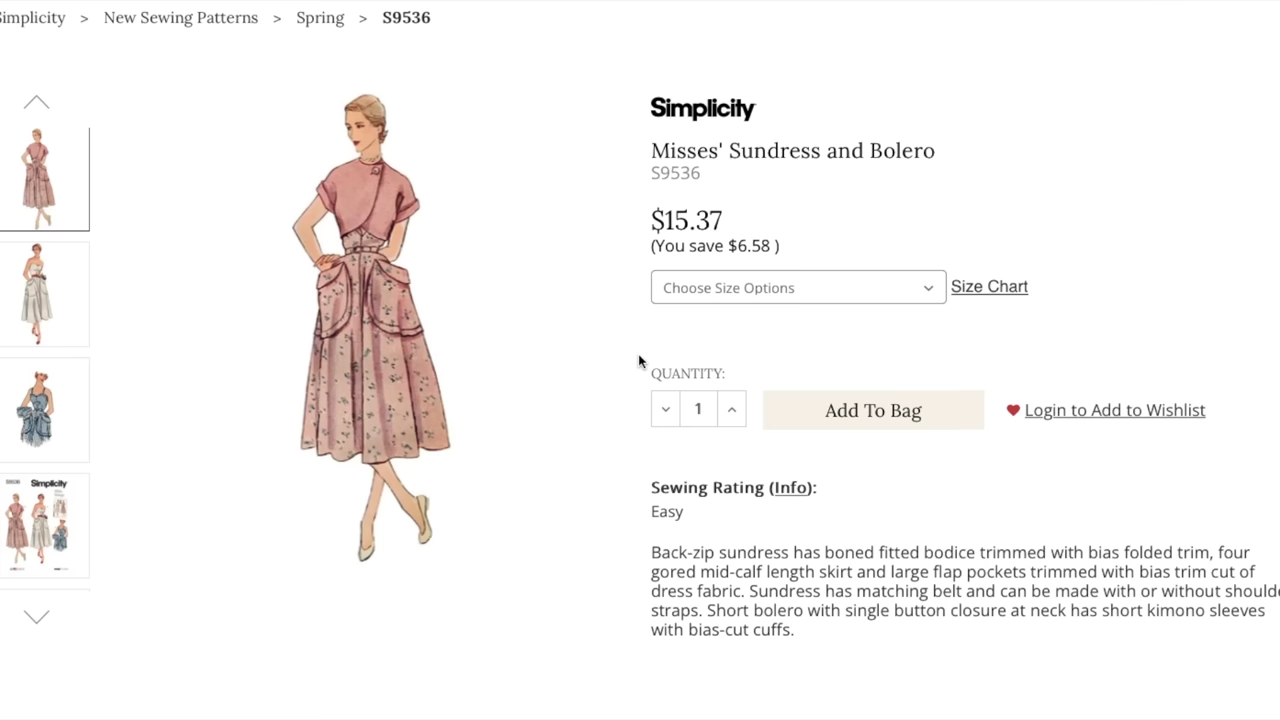 Simplicity > New Sewing Patterns > Spring > S9536
Simplicity
Misses' Sundress and Bolero
S9536
$15.37
(You save $6.58 )
Choose Size Options
Size Chart
QUANTITY:
1
Add To Bag
Login to Add to Wishlist
Sewing Rating (Info):
Easy
Back-zip sundress has boned fitted bodice trimmed with bias folded trim, four
gored mid-calf length skirt and large flap pockets trimmed with bias trim cut of
dress fabric. Sundress has matching belt and can be made with or without shoulde
straps. Short bolero with single button closure at neck has short kimono sleeves
with bias-cut cuffs.
Simplicity